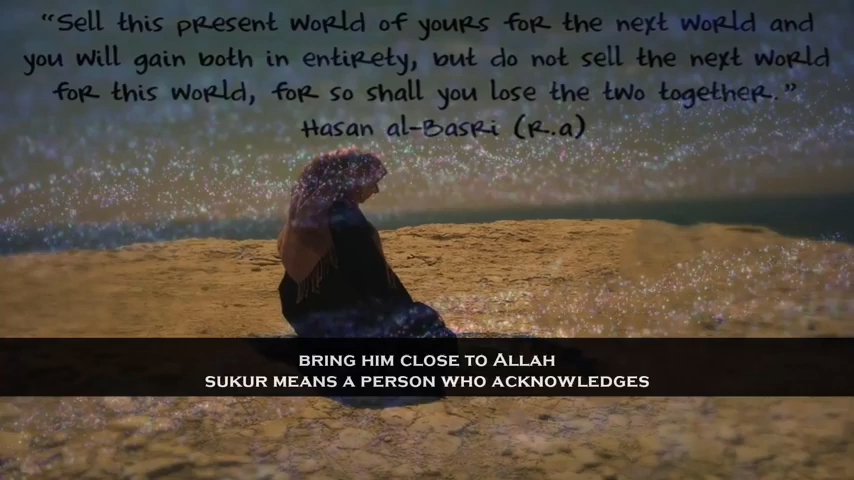 “Sell this present world of yours for the next world and
you will gain both in entirety, but do not sell the next world
for this world, for so shall you lose the two together.”
Hasan al-Basri (R.a)
BRING HIM CLOSE TO ALLAH
SUKUR MEANS A PERSON WHO ACKNOWLEDGES